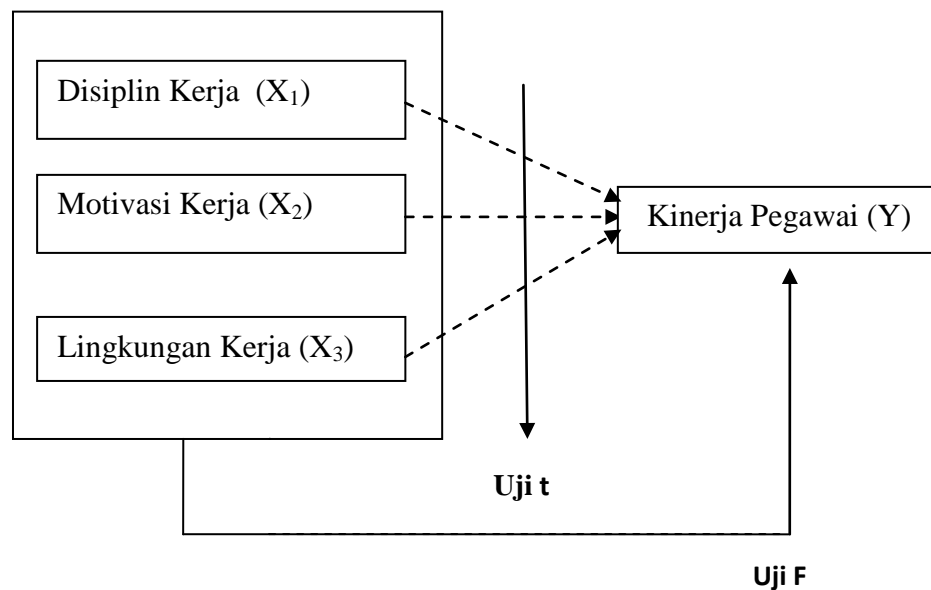 Disiplin Kerja (X₁)
Motivasi Kerja (X₂)
Kinerja Pegawai (Y)
Lingkungan Kerja (X₃)
Uji t
Uji F